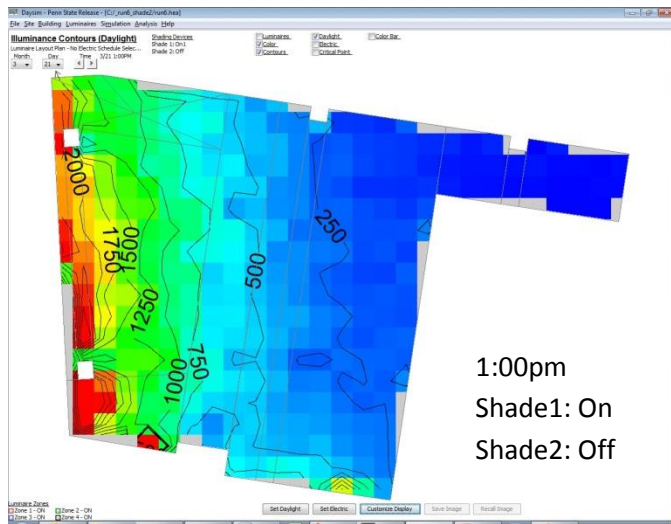 Daysim - Penn State Release - [C:/_run6_shade2/run6.hea]
File Site Building Luminaires Simulation Analysis Help
Illuminance Contours (Daylight)
Luminaire Layout Plan - No Electric Schedule Selec...
Month Day Time 3/21 1:00PM
3 21
Shading Devices
Shade 1: On1
Shade 2: Off
Luminaires Daylight Color Bar
Color Electric
Contours Critical Point
2000
1750
1500
1250
1000
750
500
250
1:00pm
Shade1: On
Shade2: Off
Luminaire Zones
Zone 1 - ON Zone 2 - ON
Zone 3 - ON Zone 4 - ON
Set Daylight Set Electric Customize Display Save Image Recall Image